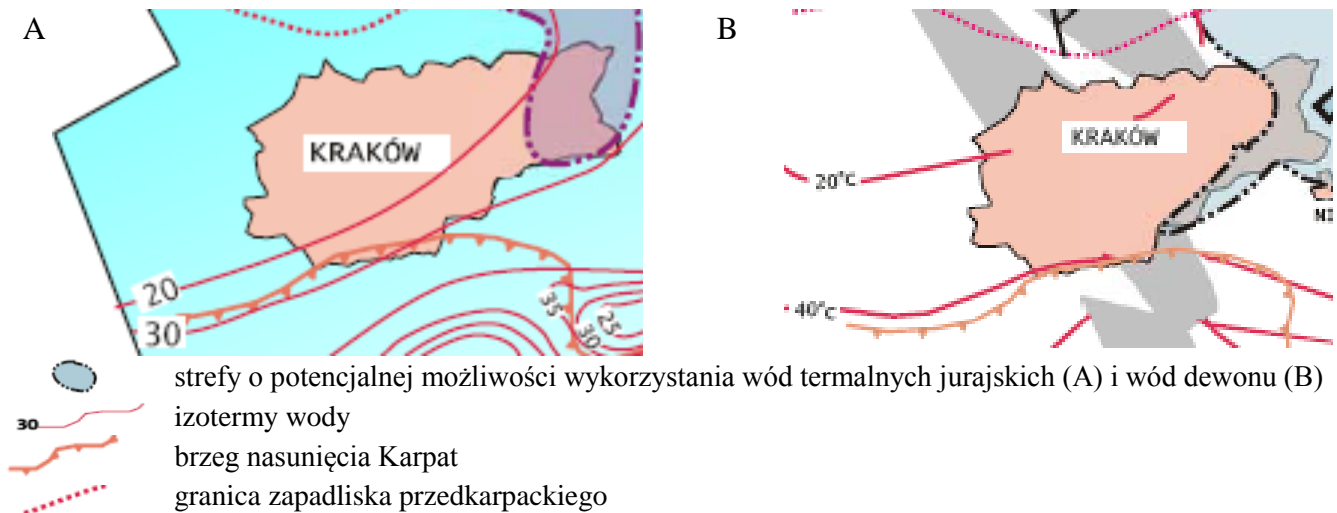 A
B
KRAKÓW
KRAKÓW
20°C
20
30
35
30
25
40°C
strefy o potencjalnej możliwości wykorzystania wód termalnych jurajskich (A) i wód dewonu (B)
30
izotermy wody
brzeg nasunięcia Karpat
granica zapadliska przedkarpackiego